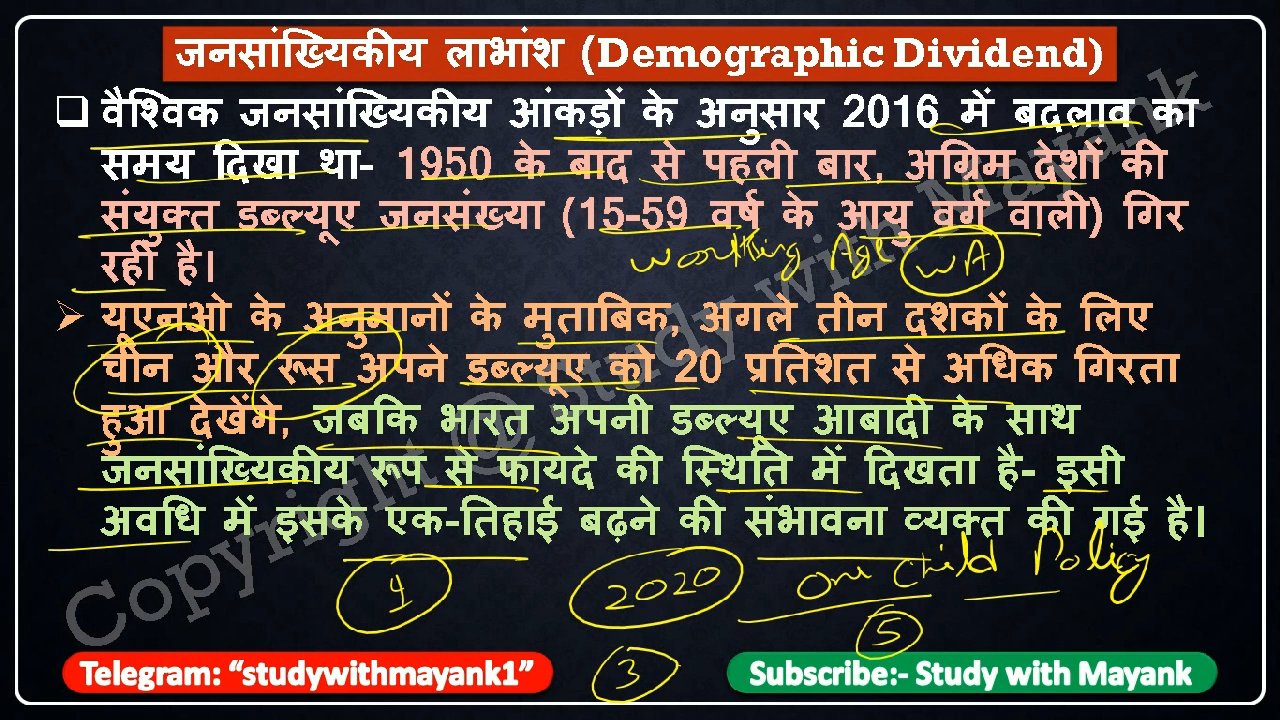 जनसांख्यिकीय लाभांश (Demographic Dividend)
❑ वैश्विक जनसांख्यिकीय आंकड़ों के अनुसार 2016 में बदलाव का
समय दिखा था- 1950 के बाद से पहली बार, अग्रिम देशों की
संयुक्त डब्ल्यूए जनसंख्या (15-59 वर्ष के आयु वर्ग वाली) गिर
रही है।
working Age WA
➢ यूएनओ के अनुमानों के मुताबिक, अगले तीन दशकों के लिए
चीन और रूस अपने डब्ल्यूए को 20 प्रतिशत से अधिक गिरता
हुआ देखेंगे, जबकि भारत अपनी डब्ल्यूए आबादी के साथ
जनसांख्यिकीय रूप से फायदे की स्थिति में दिखता है- इसी
अवधि में इसके एक-तिहाई बढ़ने की संभावना व्यक्त की गई है।
2020 One Child Policy
5
3
Telegram: “studywithmayank1”
Subscribe:- Study with Mayank
Copyright @ Study with Mayank